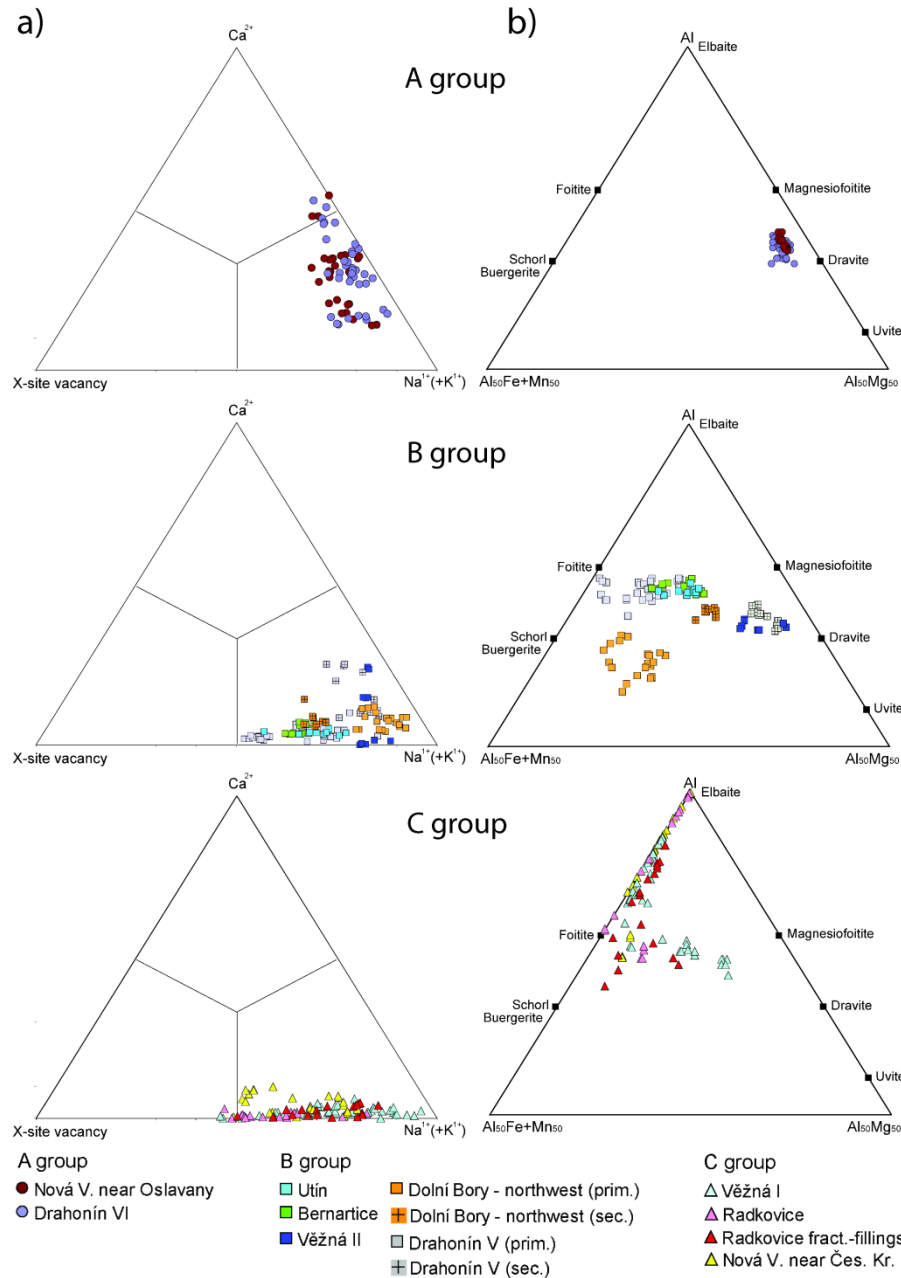 a)
b)
Ca²⁺
Al
Elbaite
A group
Foitite
Magnesiofoitite
Schorl
Buergerite
Dravite
Uvite
X-site vacancy
Na¹⁺(+K¹⁺)
Al₅₀Fe+Mn₅₀
Al₅₀Mg₅₀
Ca²⁺
Al
Elbaite
B group
Foitite
Magnesiofoitite
Schorl
Buergerite
Dravite
Uvite
X-site vacancy
Na¹⁺(+K¹⁺)
Al₅₀Fe+Mn₅₀
Al₅₀Mg₅₀
Ca²⁺
Al
Elbaite
C group
Foitite
Magnesiofoitite
Schorl
Buergerite
Dravite
Uvite
X-site vacancy
Na¹⁺(+K¹⁺)
Al₅₀Fe+Mn₅₀
Al₅₀Mg₅₀
A group
Nová V. near Oslavany
Drahonín VI
B group
Utín
Bernartice
Věžná II
Dolní Bory - northwest (prim.)
Dolní Bory - northwest (sec.)
Drahonín V (prim.)
Drahonín V (sec.)
C group
Věžná I
Radkovice
Radkovice fract.-fillings
Nová V. near Čes. Kr.